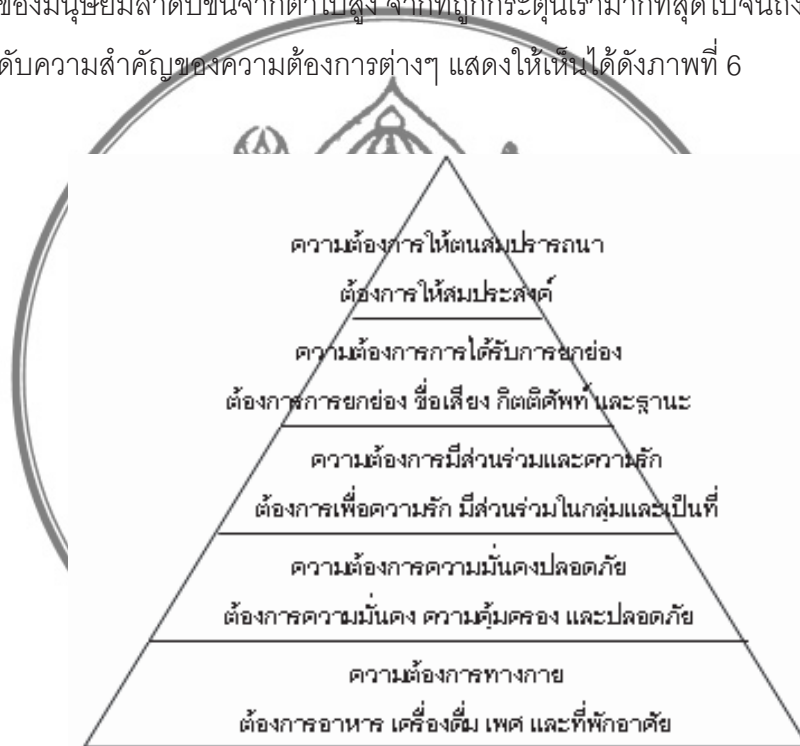 ของมนุษย์มีลำดับขั้นจากต่ำไปสูง จากที่ถูกกระตุ้นเร้ามากที่สุดไปจนถึง
ดับความสำคัญของความต้องการต่างๆ แสดงให้เห็นได้ดังภาพที่ 6
ความต้องการให้ตนสมปรารถนา
ต้องการให้สมประสงค์
ความต้องการการได้รับการยกย่อง
ต้องการการยกย่อง ชื่อเสียง กิตติศัพท์ และฐานะ
ความต้องการมีส่วนร่วมและความรัก
ต้องการเพื่อความรัก มีส่วนร่วมในกลุ่มและเป็นที่
ความต้องการความมั่นคงปลอดภัย
ต้องการความมั่นคง ความคุ้มครอง และปลอดภัย
ความต้องการทางกาย
ต้องการอาหาร เครื่องดื่ม เพศ และที่พักอาศัย